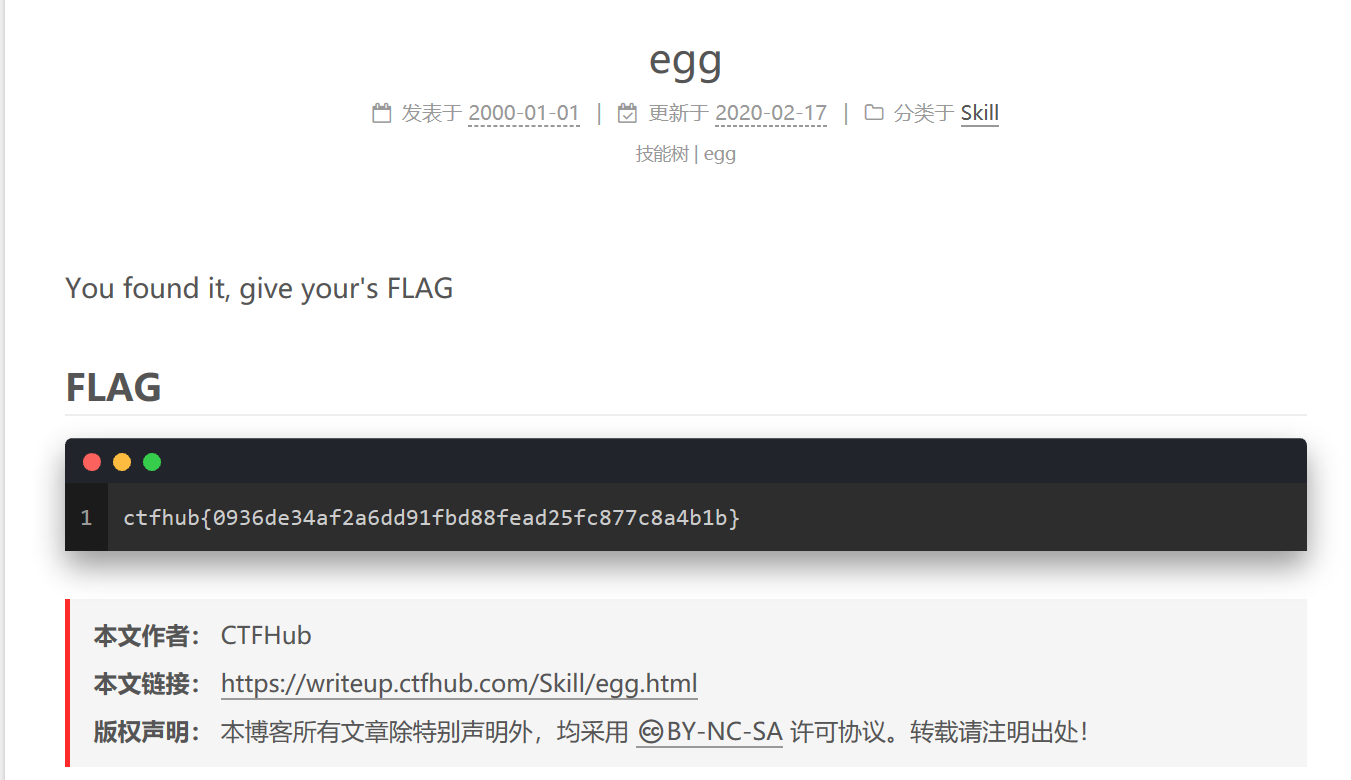 egg
发表于 2000-01-01 | 更新于 2020-02-17 | 分类于 Skill
技能树 | egg
You found it, give your's FLAG
FLAG
1 ctfhub{0936de34af2a6dd91fbd88fead25fc877c8a4b1b}
本文作者： CTFHub
本文链接： https://writeup.ctfhub.com/Skill/egg.html
版权声明： 本博客所有文章除特别声明外，均采用 BY-NC-SA 许可协议。转载请注明出处！